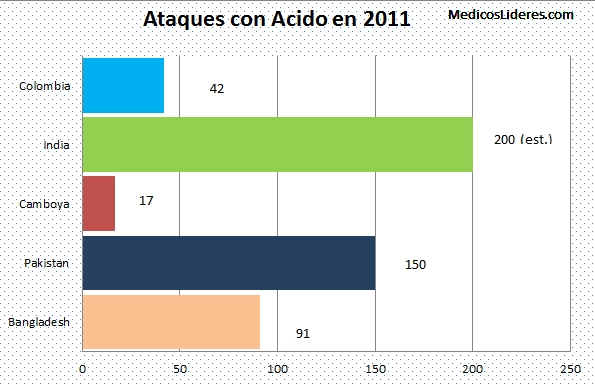 Ataques con Acido en 2011
MedicosLideres.com
Colombia
42
India
200 (est.)
Camboya
17
Pakistan
150
Bangladesh
91
0 50 100 150 200 250